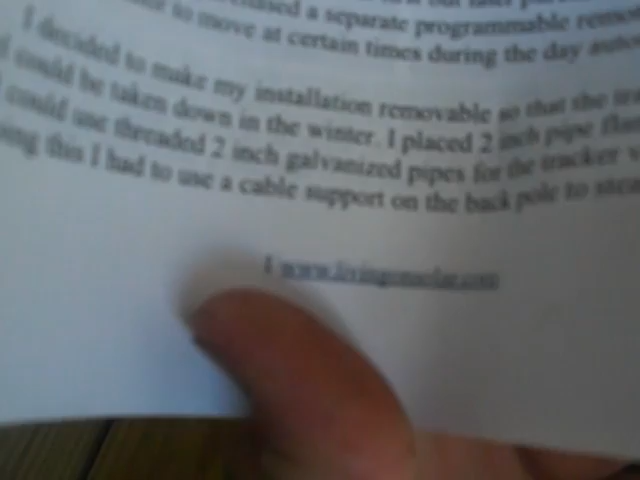 a separate programmable
to move at certain times during the day
I decided to make my installation removable so that the
could be taken down in the winter. I placed 2 inch pipe
could use threaded 2 inch galvanized pipes for the tracker
this I had to use a cable support on the back pole to
1 www.livingonsolar.com